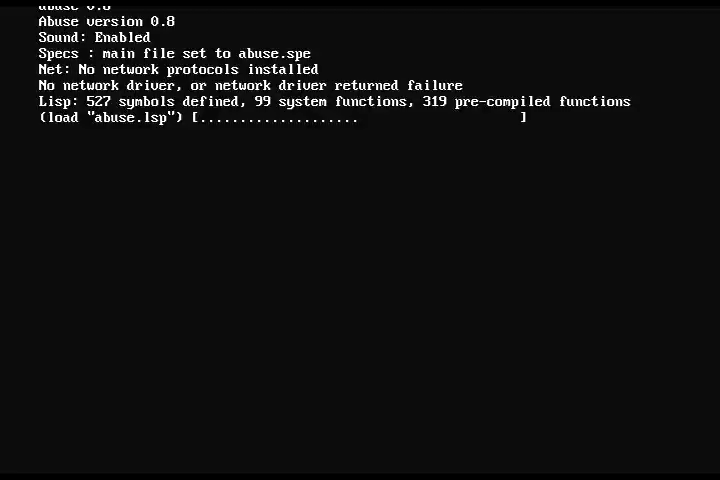 abuse 0.8
Abuse version 0.8
Sound: Enabled
Specs : main file set to abuse.spe
Net: No network protocols installed
No network driver, or network driver returned failure
Lisp: 527 symbols defined, 99 system functions, 319 pre-compiled functions
(load "abuse.lsp") [....................                    ]